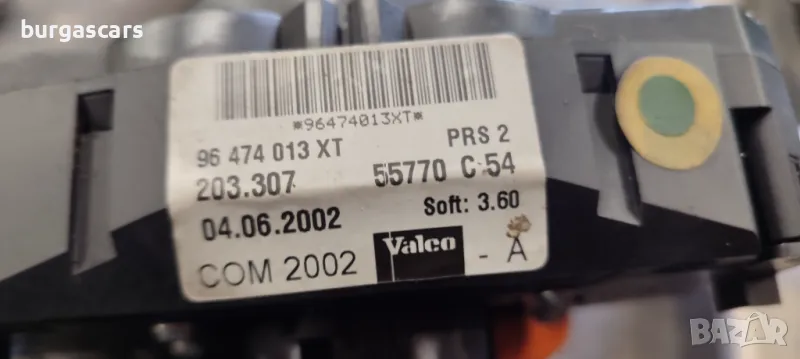 burgascars
*96474013XT*
96 474 013 XT PRS 2
203.307 55770 C-54
04.06.2002 Soft: 3.60
COM 2002 Valeo - A
BAZAR